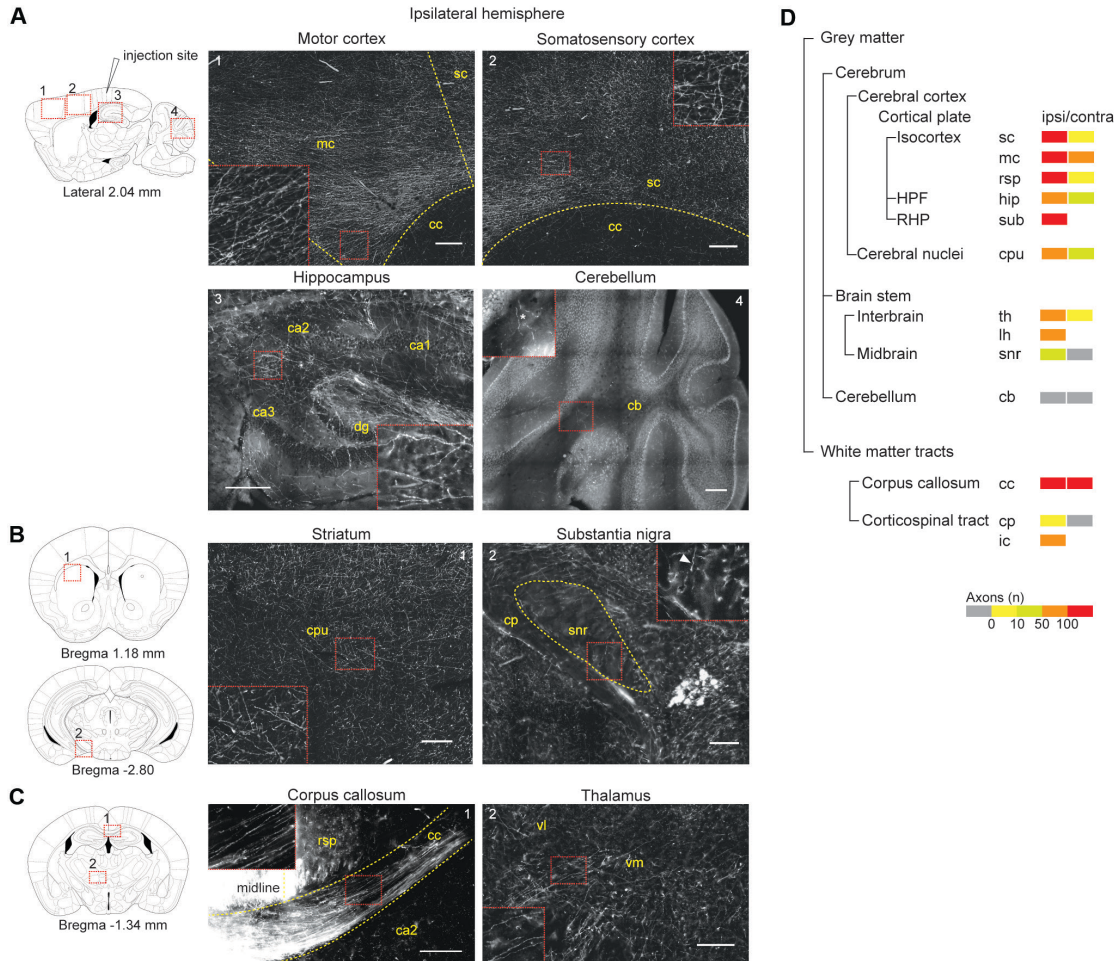 A
Ipsilateral hemisphere
injection site
1 2 3 4
Lateral 2.04 mm
Motor cortex
1
sc
mc
cc
Somatosensory cortex
2
sc
cc
Hippocampus
3
ca2
ca1
ca3
dg
Cerebellum
4
*
cb
B
1
Bregma 1.18 mm
2
Bregma -2.80
Striatum
1
cpu
Substantia nigra
2
cp
snr
C
1
2
Bregma -1.34 mm
Corpus callosum
1
rsp
cc
midline
ca2
Thalamus
2
vl
vm
D
Grey matter
Cerebrum
Cerebral cortex
Cortical plate ipsi/contra
Isocortex sc
mc
rsp
HPF hip
RHP sub
Cerebral nuclei cpu
Brain stem
Interbrain th
lh
Midbrain snr
Cerebellum cb
White matter tracts
Corpus callosum cc
Corticospinal tract cp
ic
Axons (n)
0 10 50 100